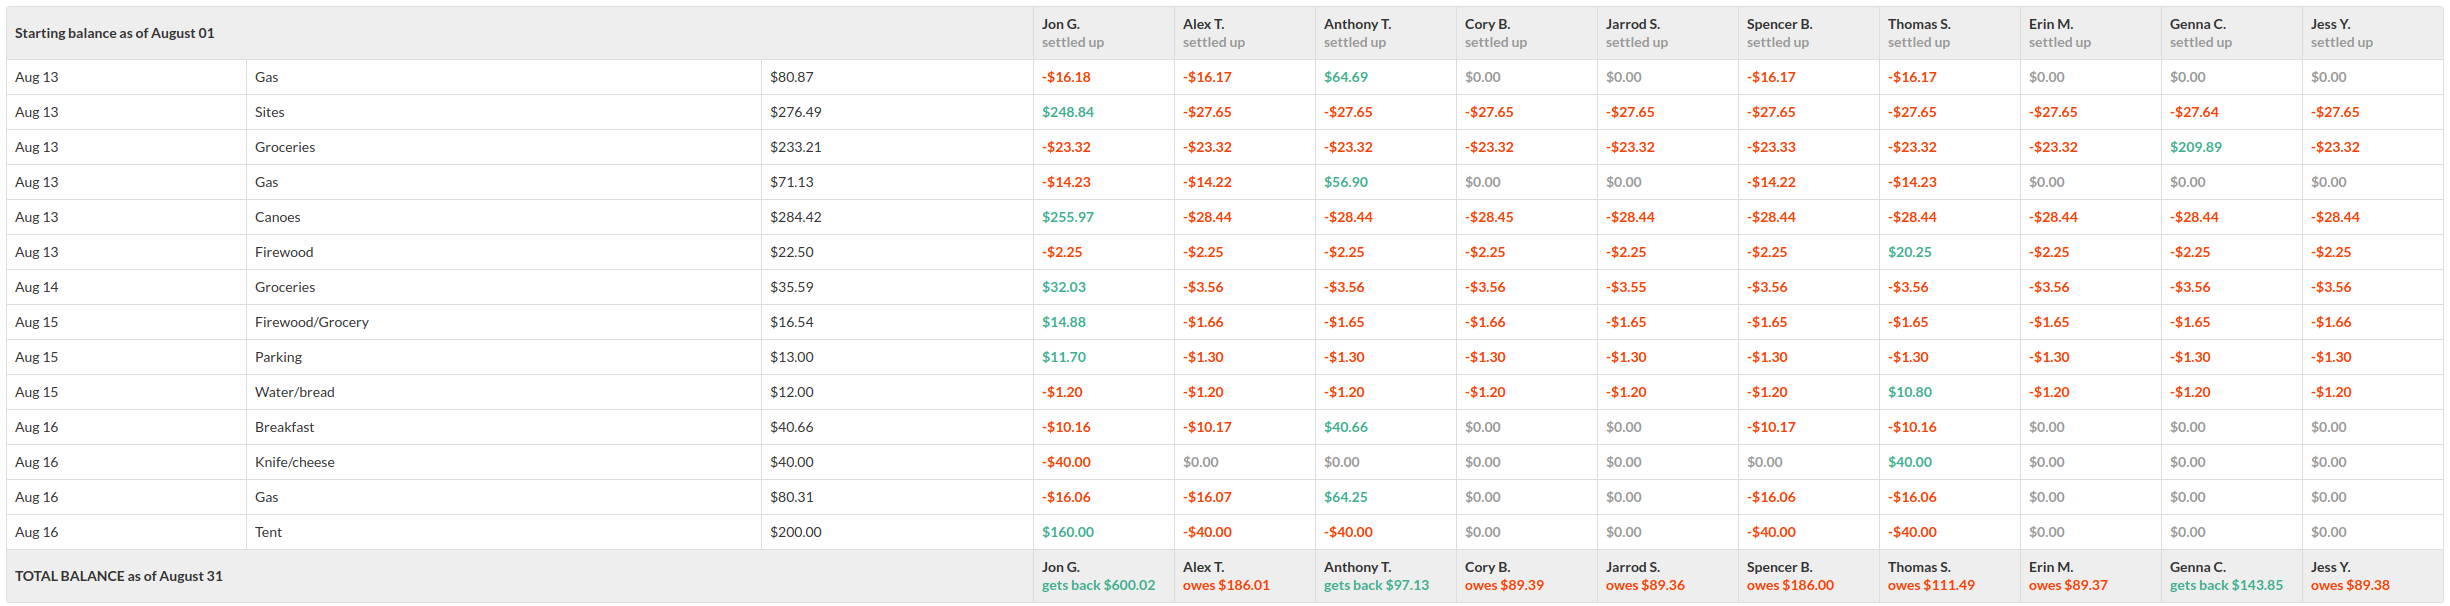 Starting balance as of August 01 Jon G. Alex T. Anthony T. Cory B. Jarrod S. Spencer B. Thomas S. Erin M. Genna C. Jess Y.
settled up settled up settled up settled up settled up settled up settled up settled up settled up settled up
Aug 13 Gas $80.87 -$16.18 -$16.17 $64.69 $0.00 $0.00 -$16.17 -$16.17 $0.00 $0.00 $0.00
Aug 13 Sites $276.49 $248.84 -$27.65 -$27.65 -$27.65 -$27.65 -$27.65 -$27.65 -$27.65 -$27.64 -$27.65
Aug 13 Groceries $233.21 -$23.32 -$23.32 -$23.32 -$23.32 -$23.32 -$23.33 -$23.32 -$23.32 $209.89 -$23.32
Aug 13 Gas $71.13 -$14.23 -$14.22 $56.90 $0.00 $0.00 -$14.22 -$14.23 $0.00 $0.00 $0.00
Aug 13 Canoes $284.42 $255.97 -$28.44 -$28.44 -$28.45 -$28.44 -$28.44 -$28.44 -$28.44 -$28.44 -$28.44
Aug 13 Firewood $22.50 -$2.25 -$2.25 -$2.25 -$2.25 -$2.25 -$2.25 $20.25 -$2.25 -$2.25 -$2.25
Aug 14 Groceries $35.59 $32.03 -$3.56 -$3.56 -$3.56 -$3.55 -$3.56 -$3.56 -$3.56 -$3.56 -$3.56
Aug 15 Firewood/Grocery $16.54 $14.88 -$1.66 -$1.65 -$1.66 -$1.65 -$1.65 -$1.65 -$1.65 -$1.65 -$1.66
Aug 15 Parking $13.00 $11.70 -$1.30 -$1.30 -$1.30 -$1.30 -$1.30 -$1.30 -$1.30 -$1.30 -$1.30
Aug 15 Water/bread $12.00 -$1.20 -$1.20 -$1.20 -$1.20 -$1.20 -$1.20 $10.80 -$1.20 -$1.20 -$1.20
Aug 16 Breakfast $40.66 -$10.16 -$10.17 $40.66 $0.00 $0.00 -$10.17 -$10.16 $0.00 $0.00 $0.00
Aug 16 Knife/cheese $40.00 -$40.00 $0.00 $0.00 $0.00 $0.00 $0.00 $40.00 $0.00 $0.00 $0.00
Aug 16 Gas $80.31 -$16.06 -$16.07 $64.25 $0.00 $0.00 -$16.06 -$16.06 $0.00 $0.00 $0.00
Aug 16 Tent $200.00 $160.00 -$40.00 -$40.00 $0.00 $0.00 -$40.00 -$40.00 $0.00 $0.00 $0.00
TOTAL BALANCE as of August 31 Jon G. Alex T. Anthony T. Cory B. Jarrod S. Spencer B. Thomas S. Erin M. Genna C. Jess Y.
gets back $600.02 owes $186.01 gets back $97.13 owes $89.39 owes $89.36 owes $186.00 owes $111.49 owes $89.37 gets back $143.85 owes $89.38